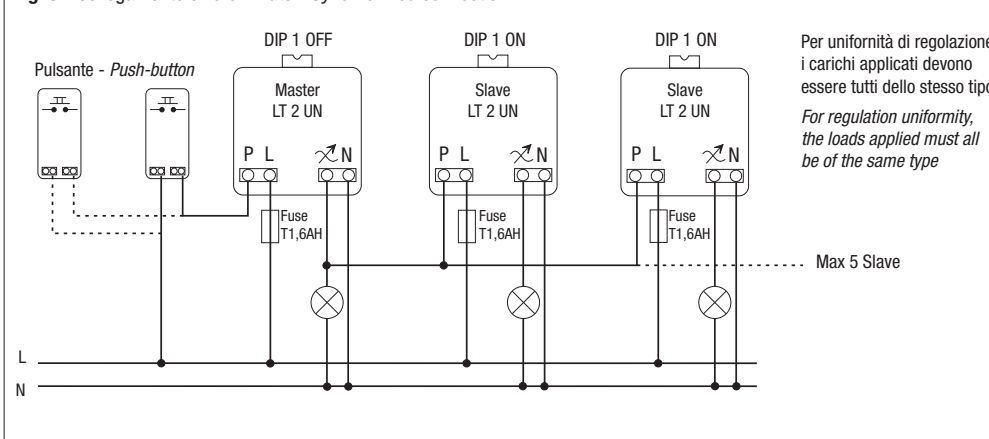 DIP 1 OFF
DIP 1 ON
DIP 1 ON
Pulsante - Push-button
Master
LT 2 UN
P L N
Slave
LT 2 UN
P L N
Slave
LT 2 UN
P L N
Per unifornità di regolazione
i carichi applicati devono
essere tutti dello stesso tipo
For regulation uniformity,
the loads applied must all
be of the same type
Fuse
T1,6AH
Fuse
T1,6AH
Fuse
T1,6AH
Max 5 Slave
L
N